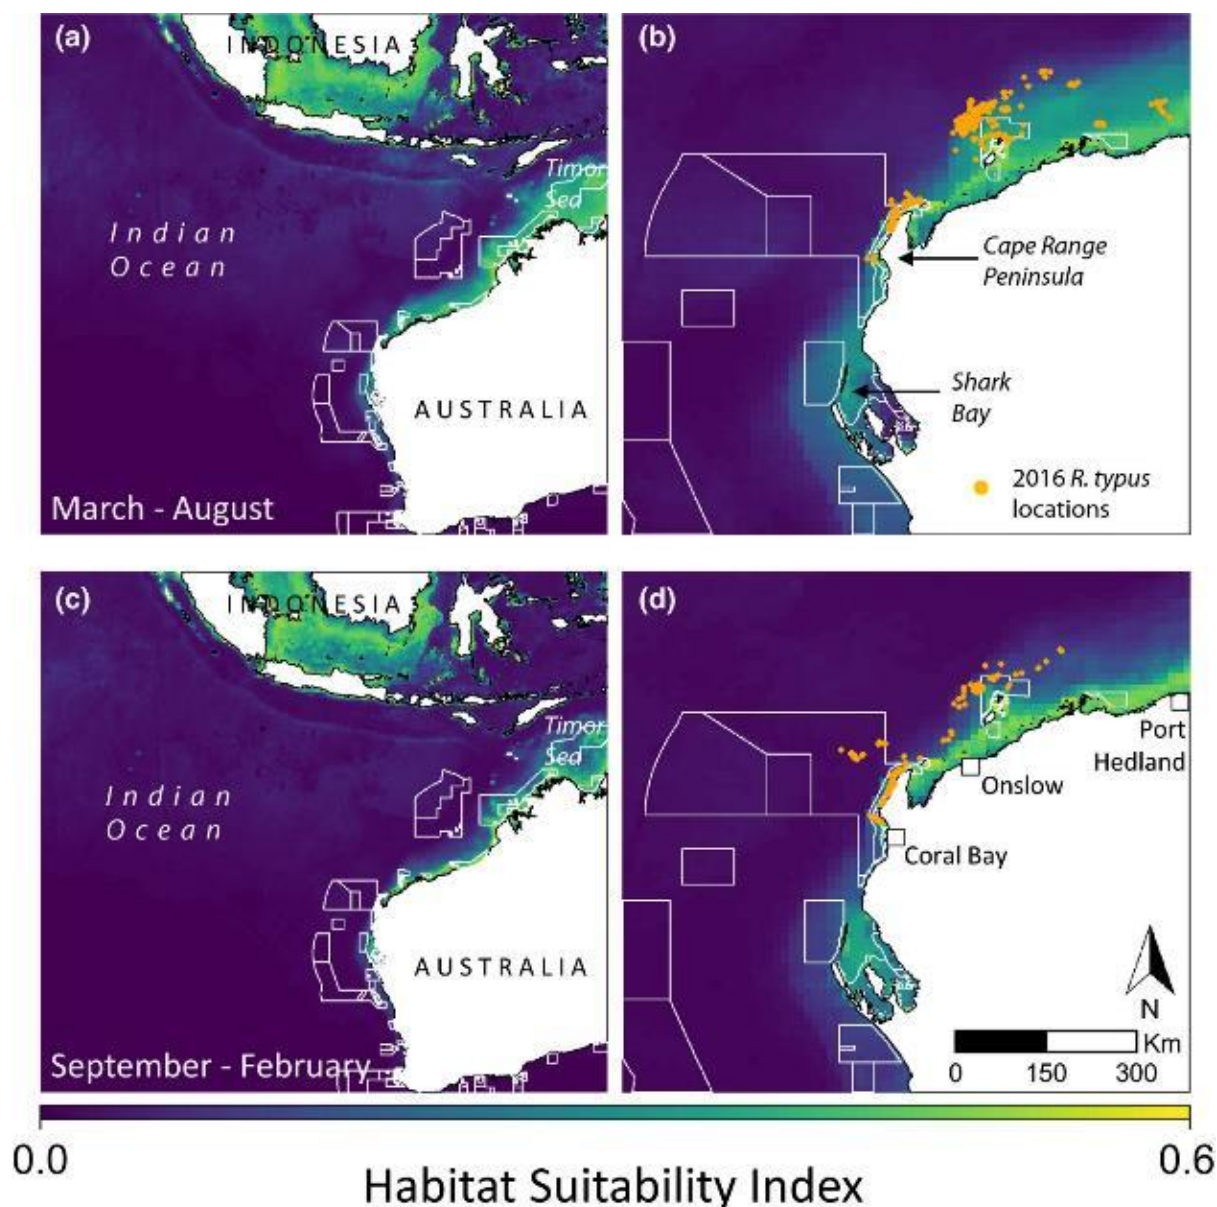 (a)
INDONESIA
Timor
Sea
Indian
Ocean
AUSTRALIA
March - August
(b)
Cape Range
Peninsula
Shark
Bay
2016 R. typus
locations
(c)
INDONESIA
Timor
Sea
Indian
Ocean
AUSTRALIA
September - February
(d)
Port
Hedland
Onslow
Coral Bay
N
Km
0 150 300
0.0 0.6
Habitat Suitability Index